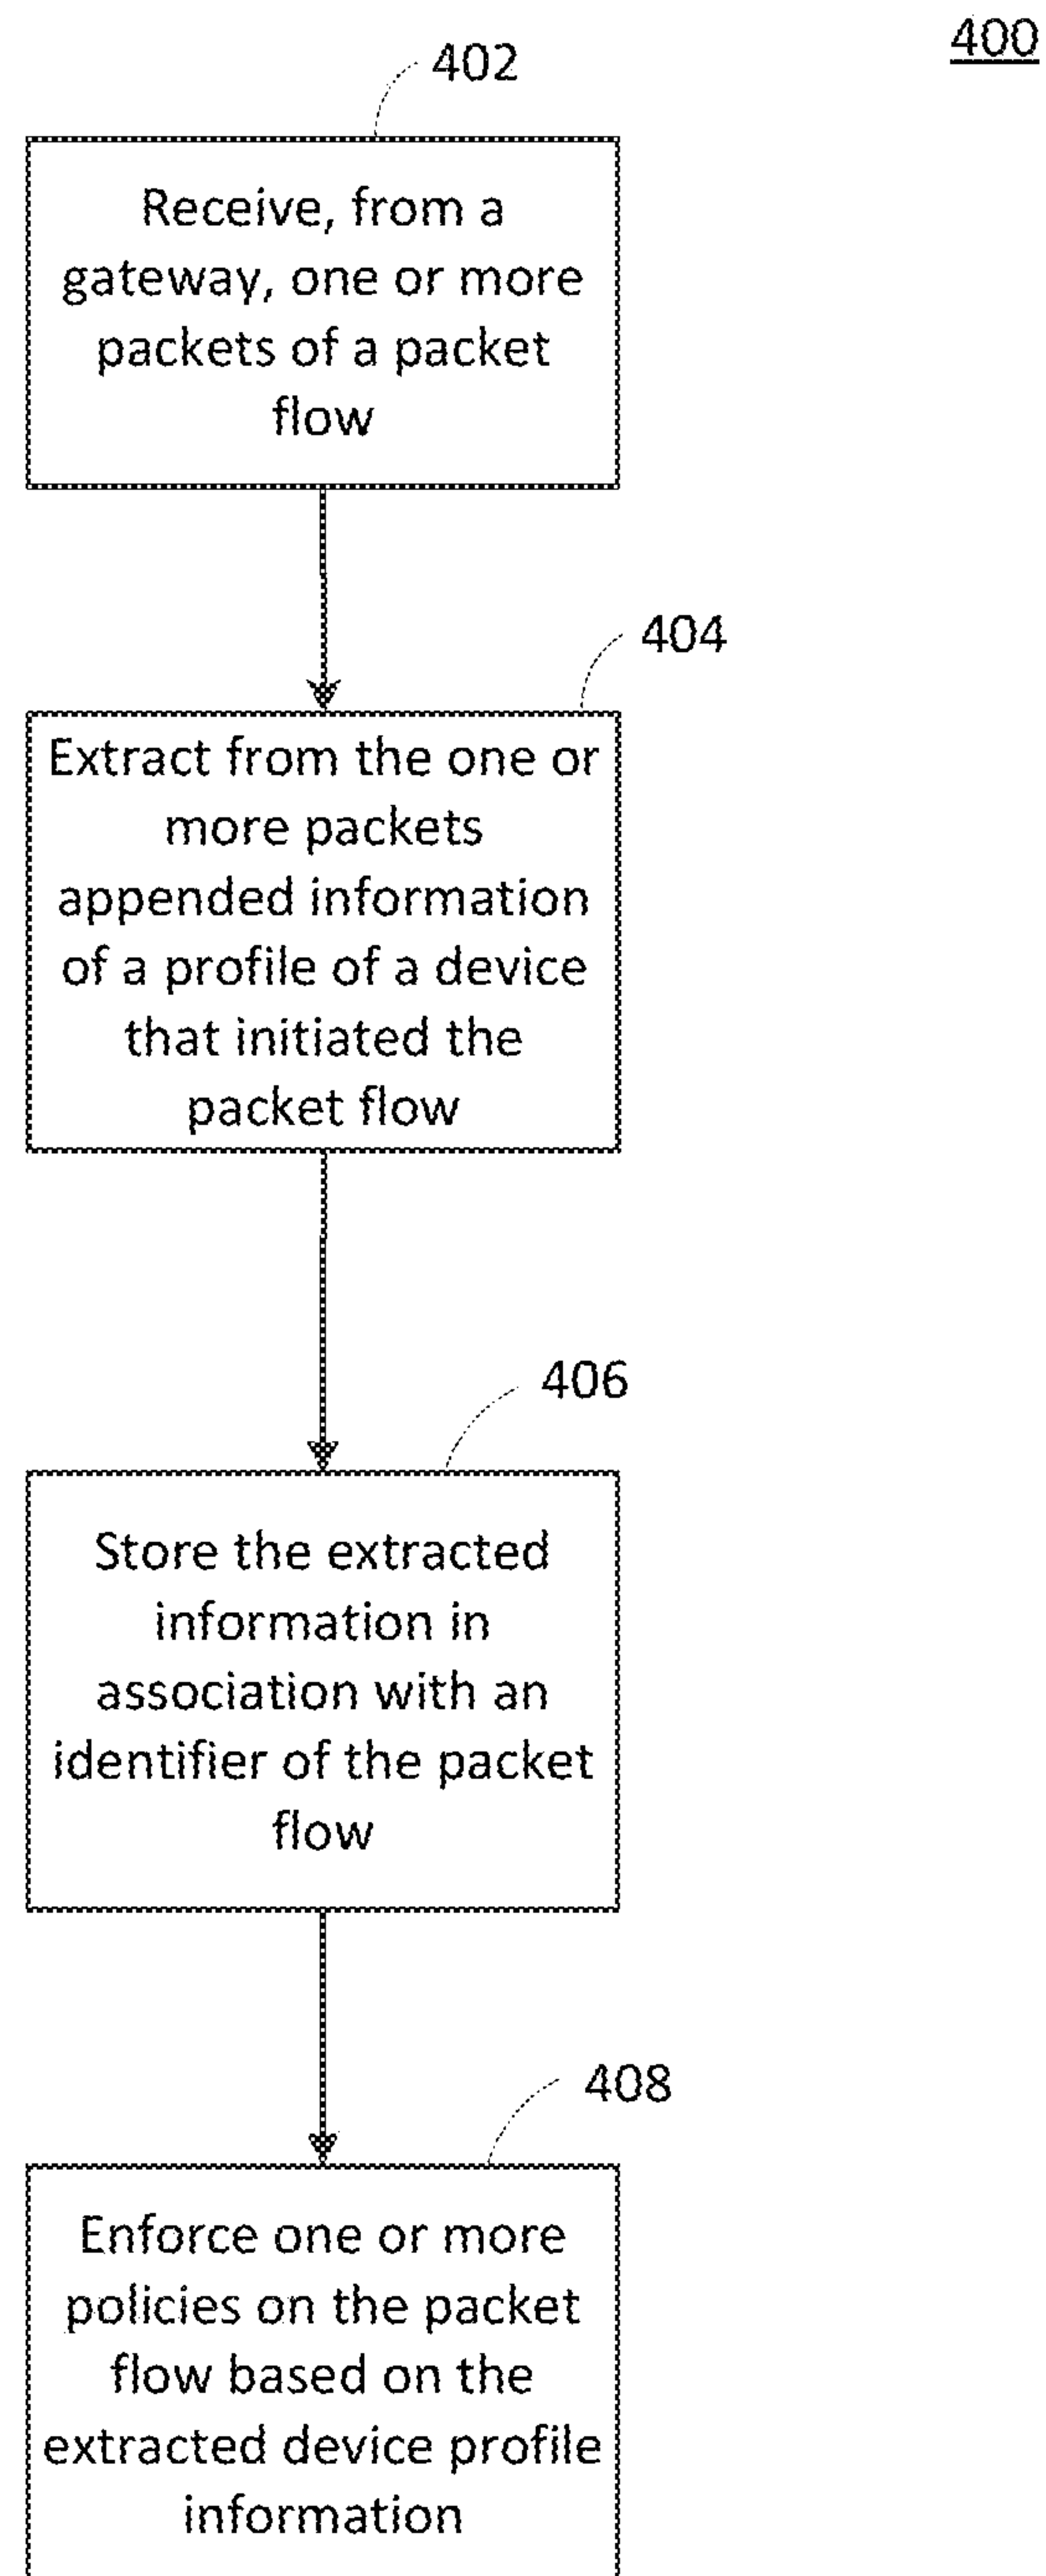 400
402
Receive, from a
gateway, one or more
packets of a packet
flow
404
Extract from the one or
more packets
appended information
of a profile of a device
that initiated the
packet flow
406
Store the extracted
information in
association with an
identifier of the packet
flow
408
Enforce one or more
policies on the packet
flow based on the
extracted device profile
information